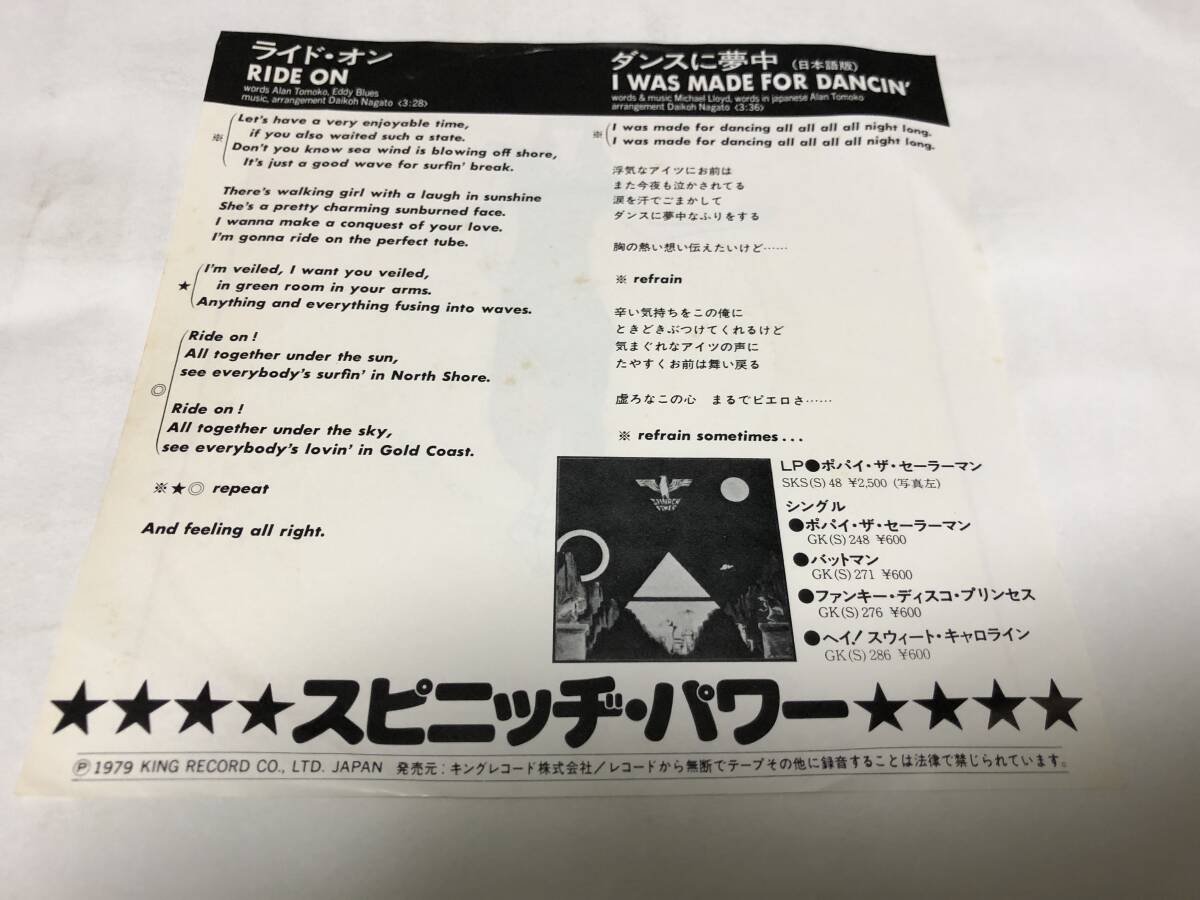 ライド・オン
RIDE ON
words Alan Tomoko, Eddy Blues
music, arrangement Daikoh Nagato <3:28>
※ Let's have a very enjoyable time,
if you also waited such a state.
Don't you know sea wind is blowing off shore,
It's just a good wave for surfin' break.
There's walking girl with a laugh in sunshine
She's a pretty charming sunburned face.
I wanna make a conquest of your love.
I'm gonna ride on the perfect tube.
★ I'm veiled, I want you veiled,
in green room in your arms.
Anything and everything fusing into waves.
◎ Ride on!
All together under the sun,
see everybody's surfin' in North Shore.
Ride on!
All together under the sky,
see everybody's lovin' in Gold Coast.
※★◎ repeat
And feeling all right.
ダンスに夢中 (日本語版)
I WAS MADE FOR DANCIN'
words & music Michael Lloyd, words in japanese Alan Tomoko
arrangement Daikoh Nagato <3:36>
※ I was made for dancing all all all all night long.
I was made for dancing all all all all night long.
浮気なアイツにお前は
また今夜も泣かされてる
涙を汗でごまかして
ダンスに夢中なふりをする
胸の熱い想い伝えたいけど……
※ refrain
辛い気持ちをこの俺に
ときどきぶつけてくれるけど
気まぐれなアイツの声に
たやすくお前は舞い戻る
虚ろなこの心 まるでピエロさ……
※ refrain sometimes...
SPINACH
POWER
LP●ポパイ・ザ・セーラーマン
SKS(S) 48 ¥2,500 (写真左)
シングル
●ポパイ・ザ・セーラーマン
GK(S) 248 ¥600
●バットマン
GK(S) 271 ¥600
●ファンキー・ディスコ・プリンセス
GK(S) 276 ¥600
●ヘイ!スウィート・キャロライン
GK(S) 286 ¥600
★★★★スピニッヂ・パワー★★★★
Ⓟ 1979 KING RECORD CO., LTD. JAPAN 発売元:キングレコード株式会社/レコードから無断でテープその他に録音することは法律で禁じられています。